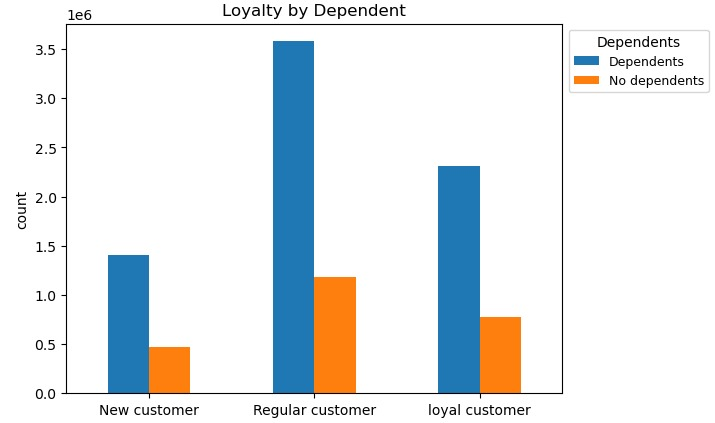 Loyalty by Dependent
1e6
3.5
3.0
2.5
2.0
1.5
1.0
0.5
0.0
count
New customer
Regular customer
loyal customer
Dependents
Dependents
No dependents